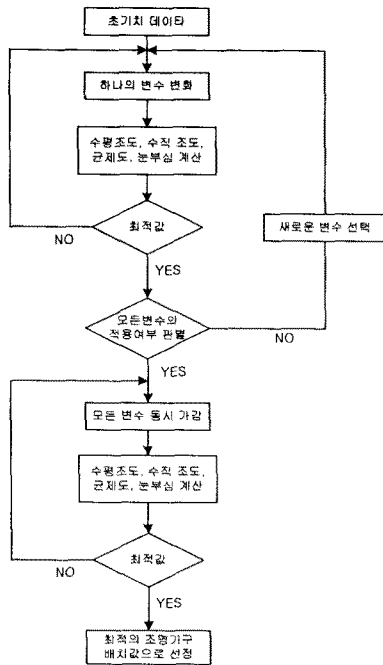 초기치 데이타
하나의 변수 변화
수평조도, 수직 조도,
균제도, 눈부심 계산
최적값
NO
새로운 변수 선택
YES
모든변수의
적용여부 판별
NO
YES
모든 변수 동시 가감
수평조도, 수직 조도,
균제도, 눈부심 계산
최적값
NO
YES
최적의 조명기구
배치값으로 선정